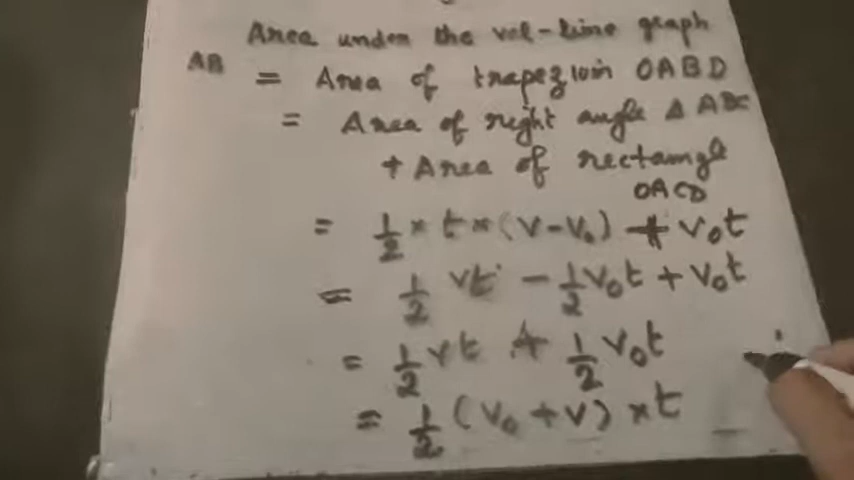 Area under the vel-time graph
AB = Area of trapezioin OABD
= Area of right angle Δ ABC
+ Area of rectangle
OACD
= 1/2 × t × (V - V₀) + V₀t
= 1/2 Vt - 1/2 V₀t + V₀t
= 1/2 Vt + 1/2 V₀t
= 1/2 (V₀ + V) × t